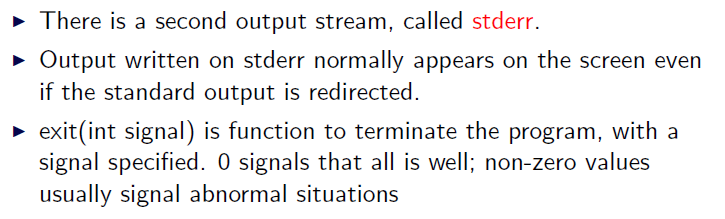 ▶ There is a second output stream, called stderr.
▶ Output written on stderr normally appears on the screen even
if the standard output is redirected.
▶ exit(int signal) is function to terminate the program, with a
signal specified. 0 signals that all is well; non-zero values
usually signal abnormal situations